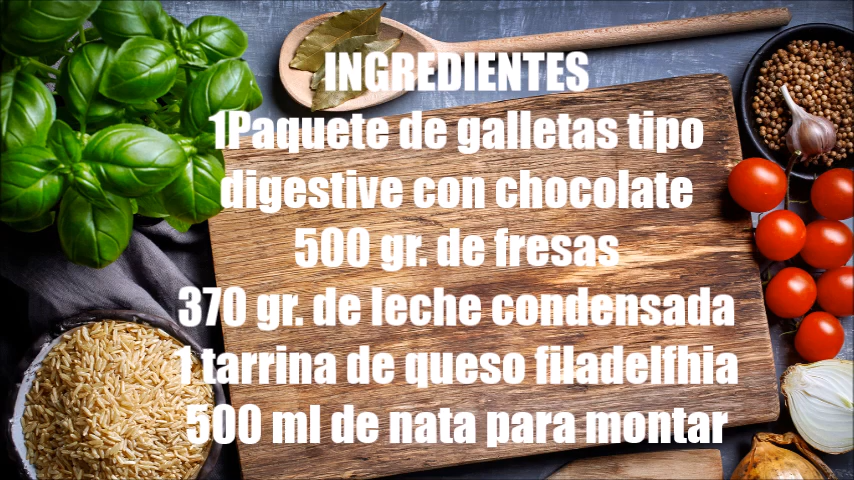 INGREDIENTES
1Paquete de galletas tipo
digestive con chocolate
500 gr. de fresas
370 gr. de leche condensada
1 tarrina de queso filadelfhia
500 ml de nata para montar